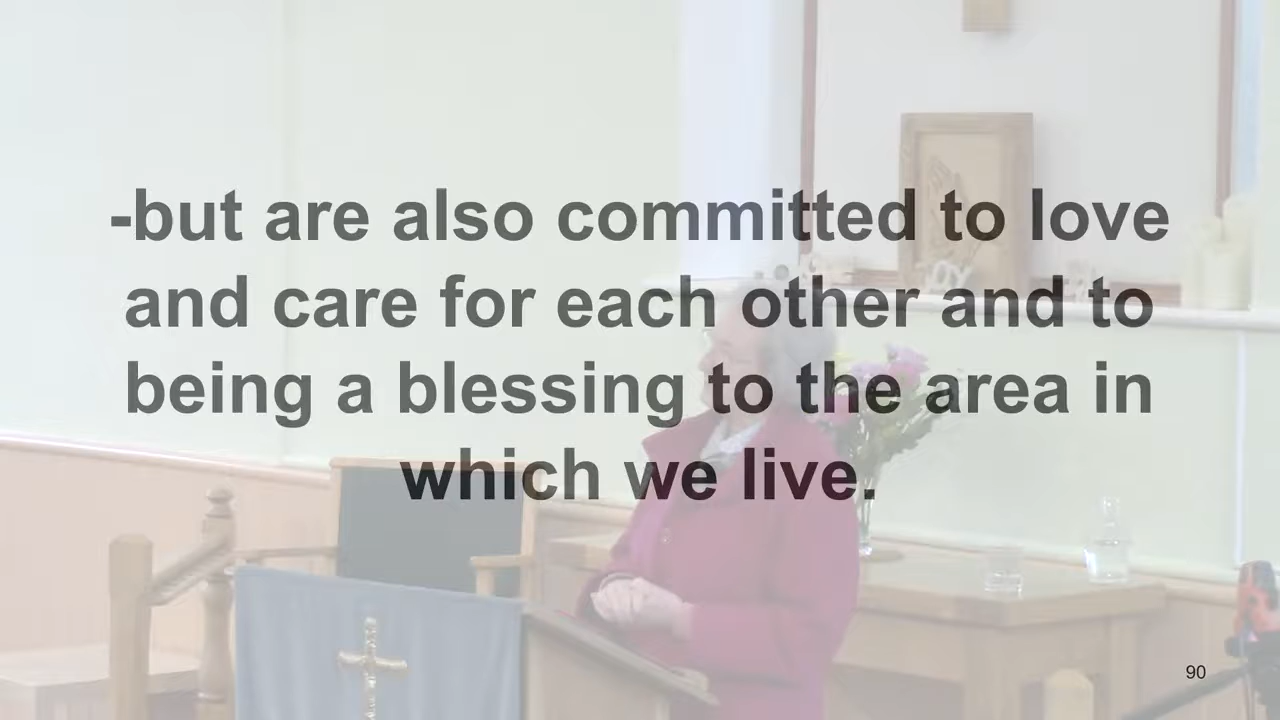 -but are also committed to love
and care for each other and to
being a blessing to the area in
which we live.
JOY
90